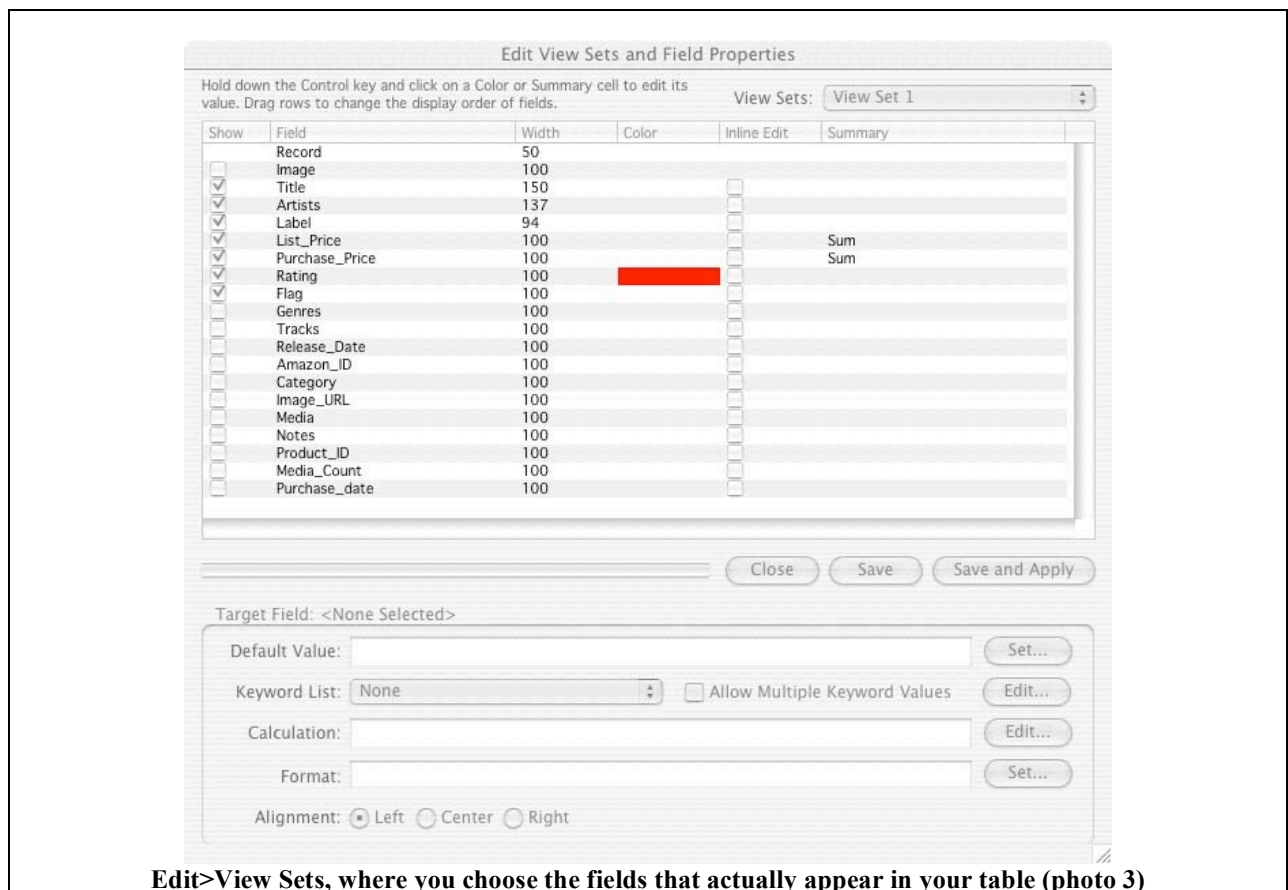 Edit View Sets and Field Properties
Hold down the Control key and click on a Color or Summary cell to edit its
value. Drag rows to change the display order of fields.
View Sets: View Set 1
Show Field Width Color Inline Edit Summary
Record 50
Image 100
Title 150
Artists 137
Label 94
List_Price 100 Sum
Purchase_Price 100 Sum
Rating 100
Flag 100
Genres 100
Tracks 100
Release_Date 100
Amazon_ID 100
Category 100
Image_URL 100
Media 100
Notes 100
Product_ID 100
Media_Count 100
Purchase_date 100
Close Save Save and Apply
Target Field: <None Selected>
Default Value: Set...
Keyword List: None Allow Multiple Keyword Values Edit...
Calculation: Edit...
Format: Set...
Alignment: Left Center Right
Edit>View Sets, where you choose the fields that actually appear in your table (photo 3)